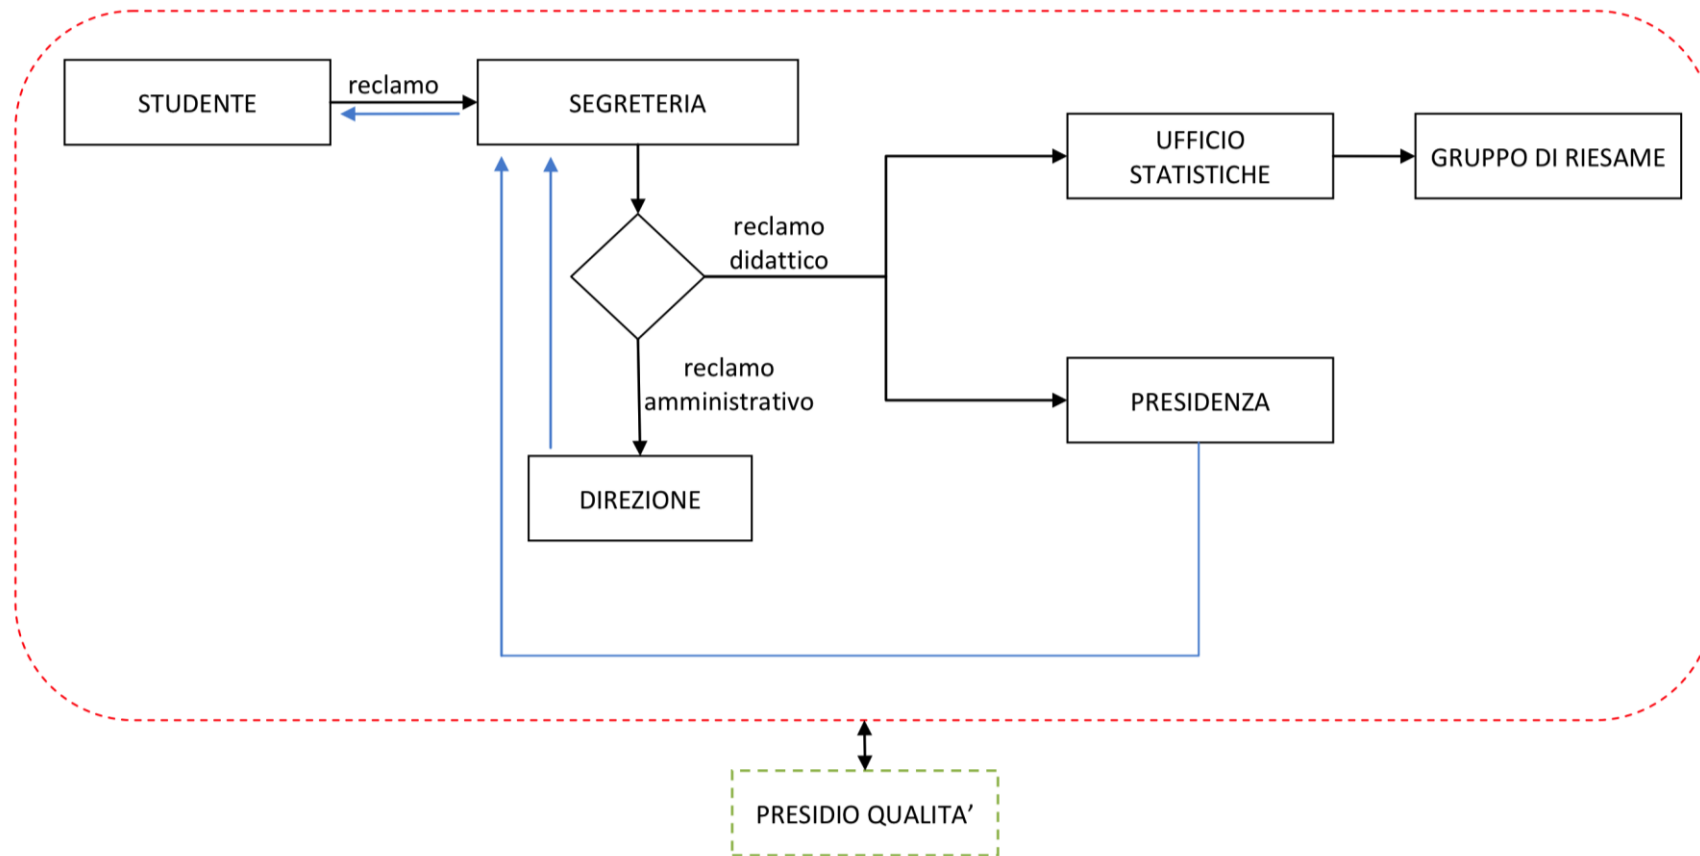 STUDENTE
reclamo
SEGRETERIA
UFFICIO
STATISTICHE
GRUPPO DI RIESAME
reclamo
didattico
reclamo
amministrativo
PRESIDENZA
DIREZIONE
PRESIDIO QUALITA’